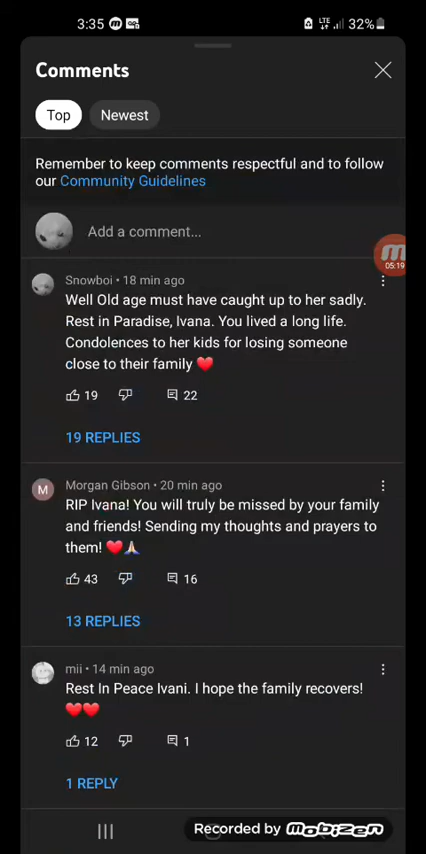 3:35 LTE 32%
Comments
Top Newest
Remember to keep comments respectful and to follow
our Community Guidelines
Add a comment...
05:19
Snowboi • 18 min ago
Well Old age must have caught up to her sadly.
Rest in Paradise, Ivana. You lived a long life.
Condolences to her kids for losing someone
close to their family ❤️
19 22
19 REPLIES
M
Morgan Gibson • 20 min ago
RIP Ivana! You will truly be missed by your family
and friends! Sending my thoughts and prayers to
them! ❤️🙏🏻
43 16
13 REPLIES
mii • 14 min ago
Rest In Peace Ivani. I hope the family recovers!
❤️❤️
12 1
1 REPLY
Recorded by mobizen